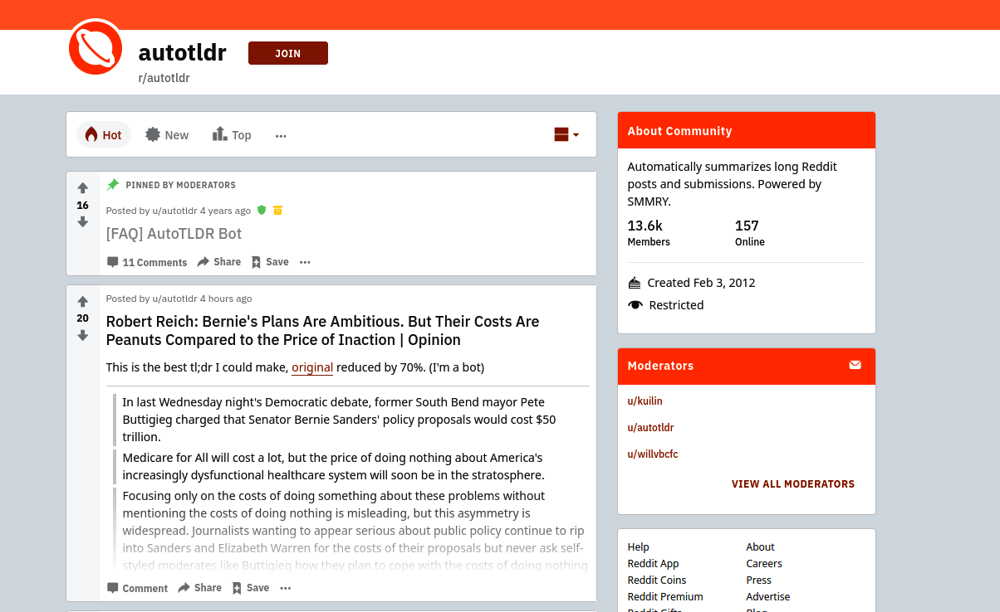 autotldr
JOIN
r/autotldr
Hot
New
Top
PINNED BY MODERATORS
16
Posted by u/autotldr 4 years ago
[FAQ] AutoTLDR Bot
11 Comments
Share
Save
Posted by u/autotldr 4 hours ago
20
Robert Reich: Bernie's Plans Are Ambitious. But Their Costs Are
Peanuts Compared to the Price of Inaction | Opinion
This is the best tl;dr I could make, original reduced by 70%. (I'm a bot)
In last Wednesday night's Democratic debate, former South Bend mayor Pete
Buttigieg charged that Senator Bernie Sanders' policy proposals would cost $50
trillion.
Medicare for All will cost a lot, but the price of doing nothing about America's
increasingly dysfunctional healthcare system will soon be in the stratosphere.
Focusing only on the costs of doing something about these problems without
mentioning the costs of doing nothing is misleading, but this asymmetry is
widespread. Journalists wanting to appear serious about public policy continue to rip
into Sanders and Elizabeth Warren for the costs of their proposals but never ask self-
styled moderates like Buttigieg how they plan to cope with the costs of doing nothing
Comment
Share
Save
About Community
Automatically summarizes long Reddit
posts and submissions. Powered by
SMMRY.
13.6k
Members
157
Online
Created Feb 3, 2012
Restricted
Moderators
u/kuilin
u/autotldr
u/willvbcfc
VIEW ALL MODERATORS
Help
Reddit App
Reddit Coins
Reddit Premium
Reddit Gifts
About
Careers
Press
Advertise
Blog